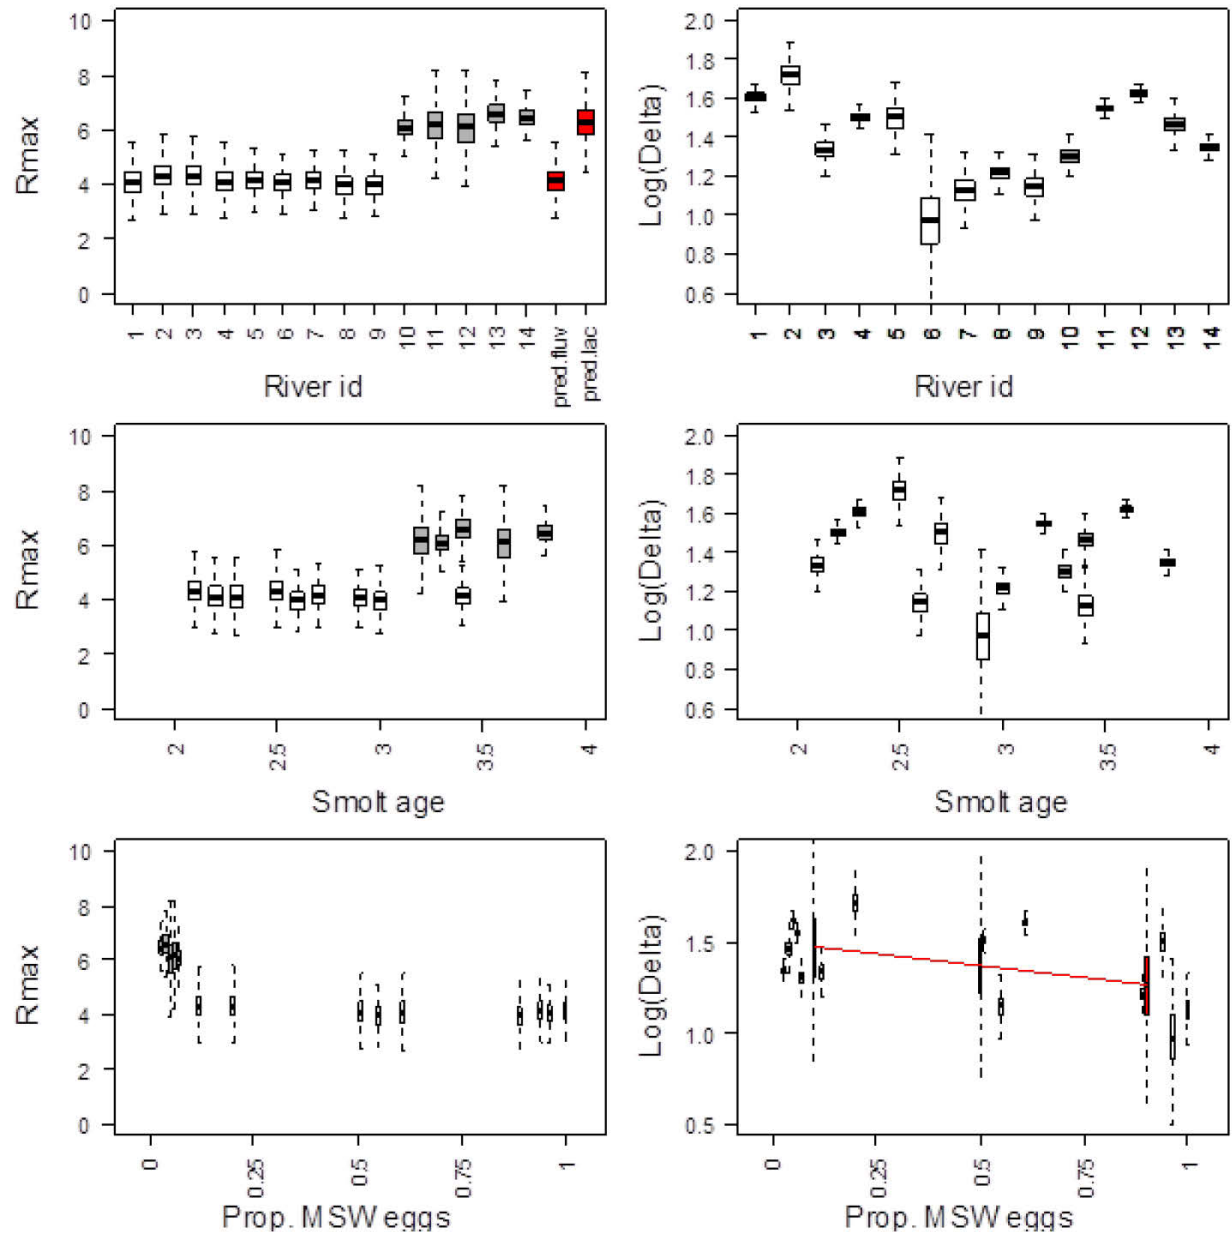 10
8
6
4
2
0
Rmax
1 2 3 4 5 6 7 8 9 10 11 12 13 14 pred.fluv pred.lac
River id
2.0
1.8
1.6
1.4
1.2
1.0
0.8
0.6
Log(Delta)
1 2 3 4 5 6 7 8 9 10 11 12 13 14
River id
10
8
6
4
2
0
Rmax
2 2.5 3 3.5 4
Smolt age
2.0
1.8
1.6
1.4
1.2
1.0
0.8
0.6
Log(Delta)
2 2.5 3 3.5 4
Smolt age
10
8
6
4
2
0
Rmax
0 0.25 0.5 0.75 1
Prop. MSW eggs
2.0
1.5
1.0
0.5
Log(Delta)
0 0.25 0.5 0.75 1
Prop. MSW eggs